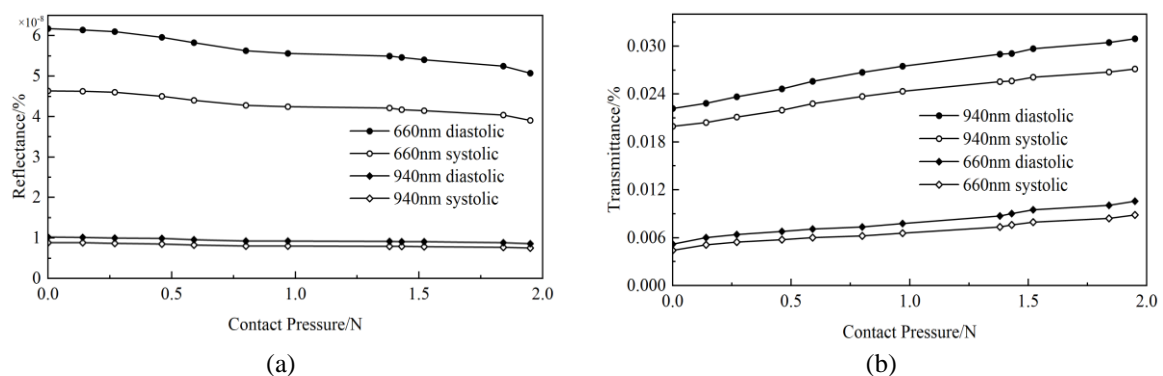 ×10⁻⁸
6
5
4
3
2
1
0
Reflectance/%
660nm diastolic
660nm systolic
940nm diastolic
940nm systolic
0.0
0.5
1.0
1.5
2.0
Contact Pressure/N
(a)
0.030
0.024
0.018
0.012
0.006
0.000
Transmittance/%
940nm diastolic
940nm systolic
660nm diastolic
660nm systolic
0.0
0.5
1.0
1.5
2.0
Contact Pressure/N
(b)